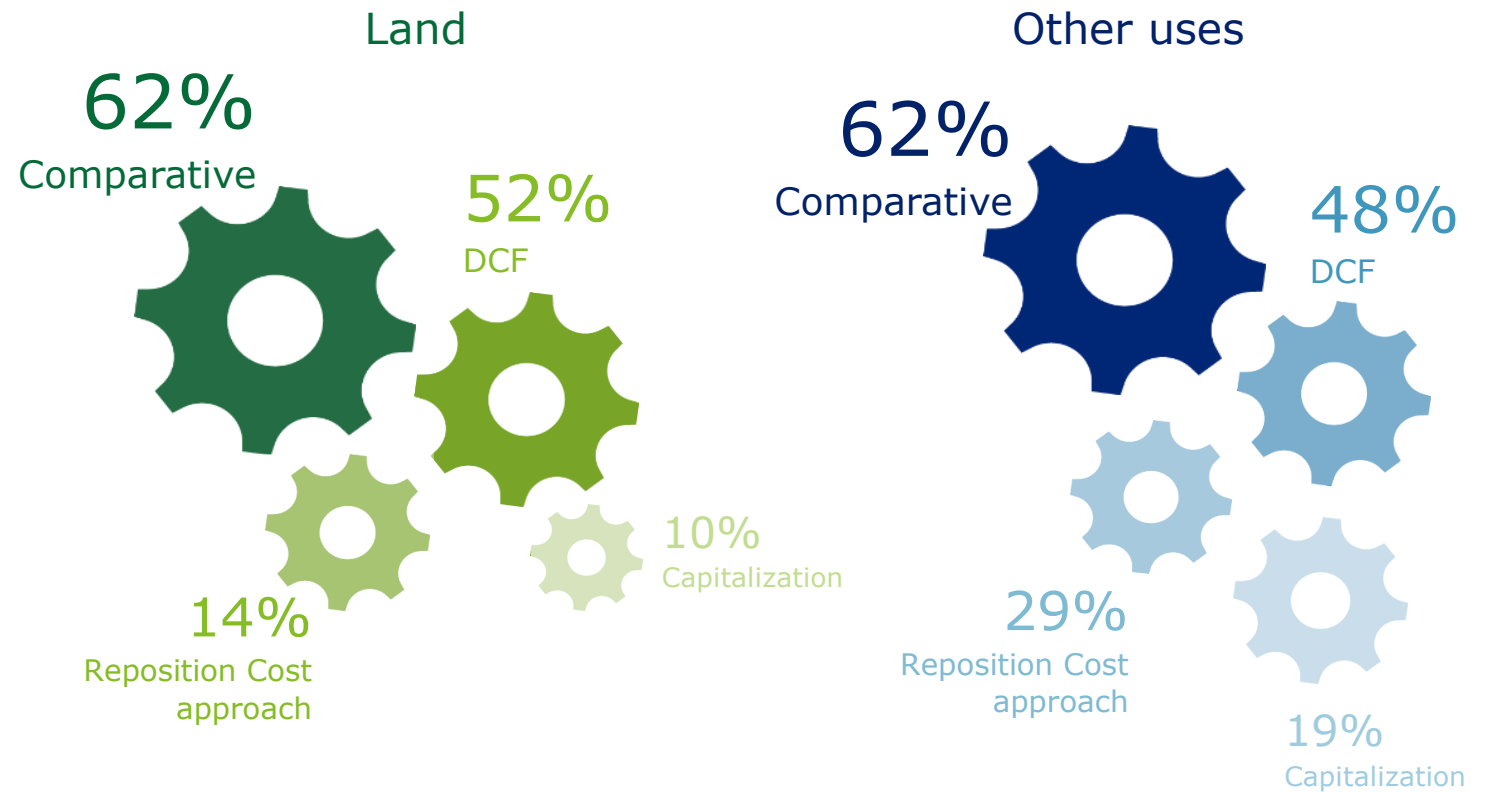 Land
62%
Comparative
52%
DCF
14%
Reposition Cost
approach
10%
Capitalization
Other uses
62%
Comparative
48%
DCF
29%
Reposition Cost
approach
19%
Capitalization